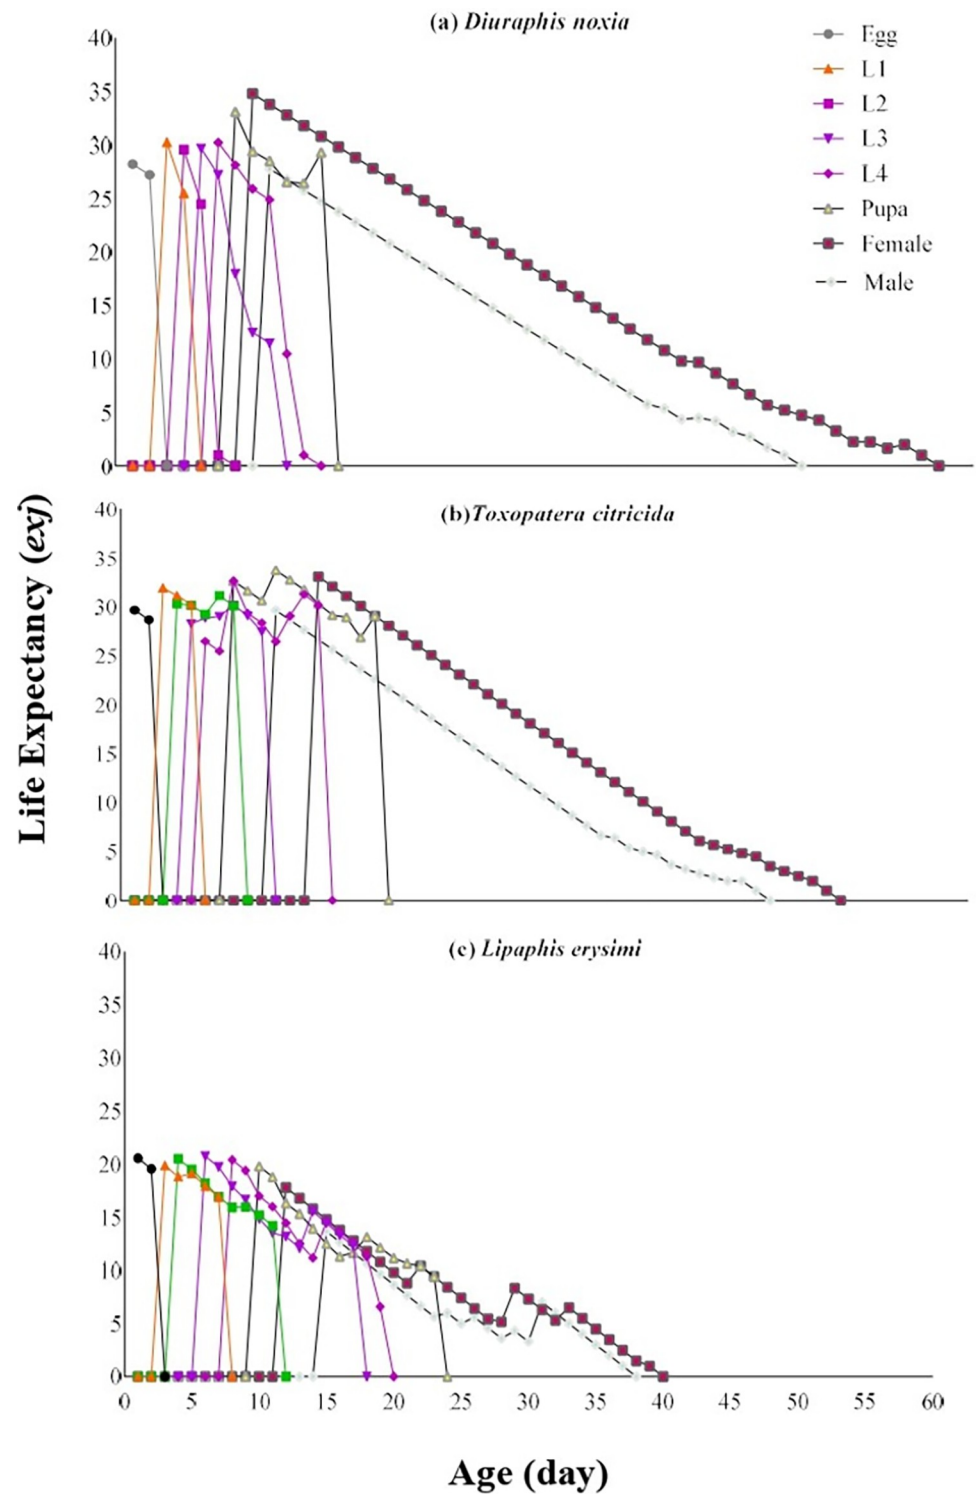 (a) Diuraphis noxia
40
35
30
25
20
15
10
5
0
Egg
L1
L2
L3
L4
Pupa
Female
Male
Life Expectancy (exj)
(b)Toxopatera citricida
40
35
30
25
20
15
10
5
0
(c) Lipaphis erysimi
40
35
30
25
20
15
10
5
0
0 5 10 15 20 25 30 35 40 45 50 55 60
Age (day)